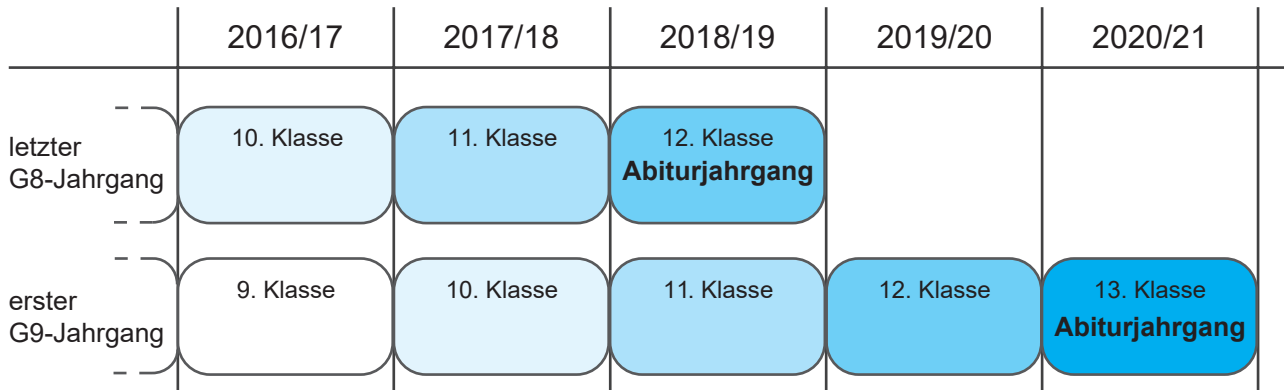 2016/17 2017/18 2018/19 2019/20 2020/21
letzter
G8-Jahrgang
10. Klasse 11. Klasse 12. Klasse
Abiturjahrgang
erster
G9-Jahrgang
9. Klasse 10. Klasse 11. Klasse 12. Klasse 13. Klasse
Abiturjahrgang